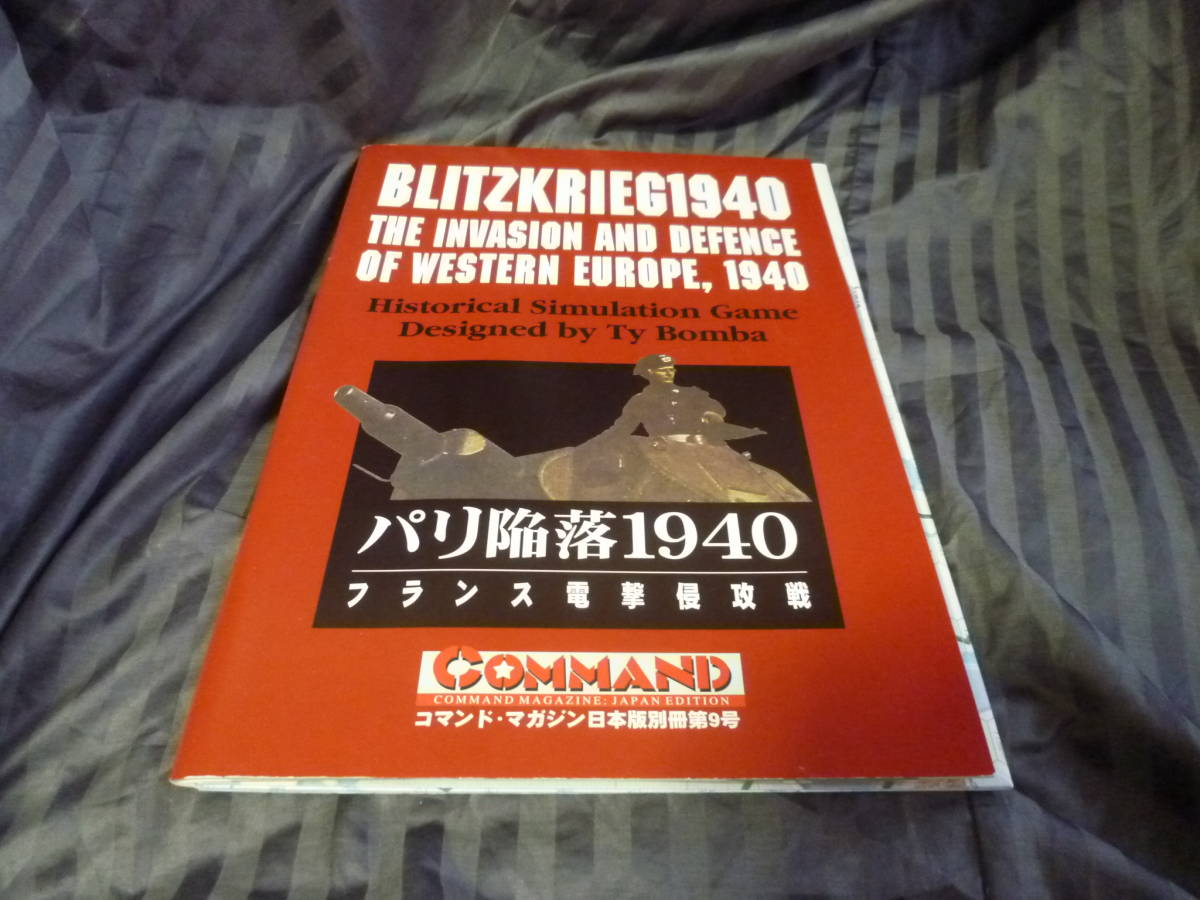 BLITZKRIEG1940
THE INVASION AND DEFENCE
OF WESTERN EUROPE, 1940
Historical Simulation Game
Designed by Ty Bomba
パリ陥落1940
フランス電撃侵攻戦
COMMAND
COMMAND MAGAZINE: JAPAN EDITION
コマンド・マガジン日本版別冊第9号